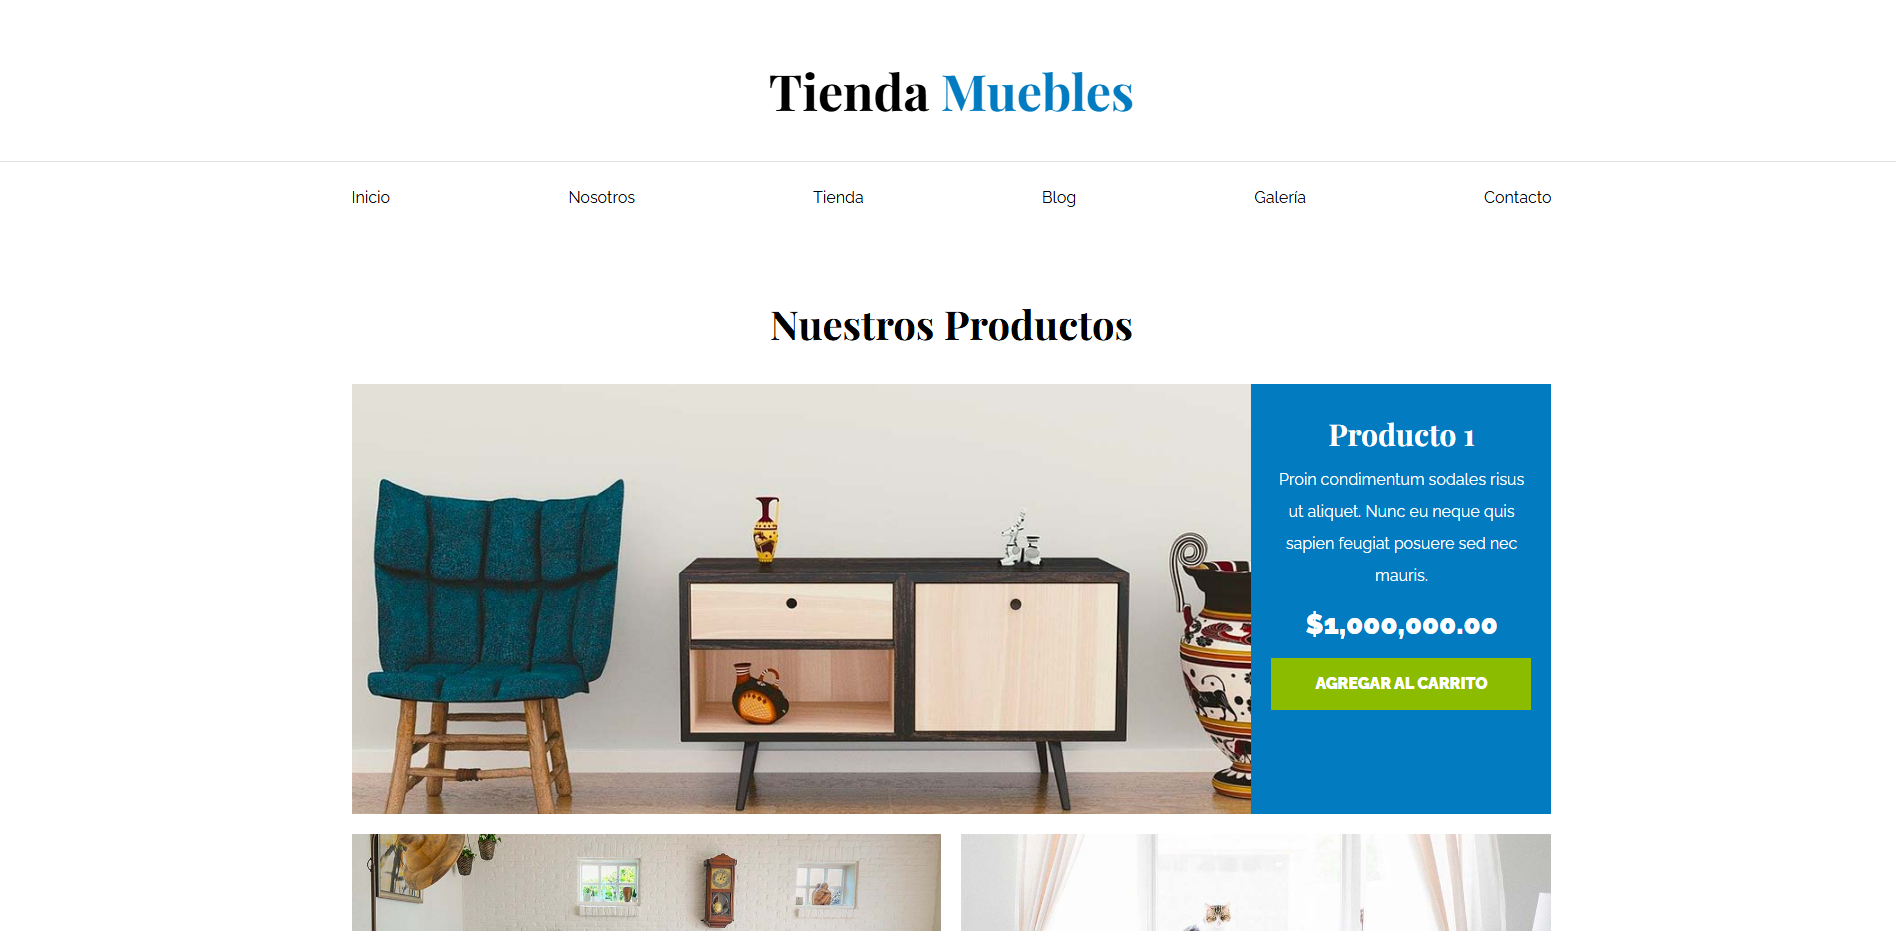 Tienda Muebles
Inicio Nosotros Tienda Blog Galería Contacto
Nuestros Productos
Producto 1
Proin condimentum sodales risus
ut aliquet. Nunc eu neque quis
sapien feugiat posuere sed nec
mauris.
$1,000,000.00
AGREGAR AL CARRITO